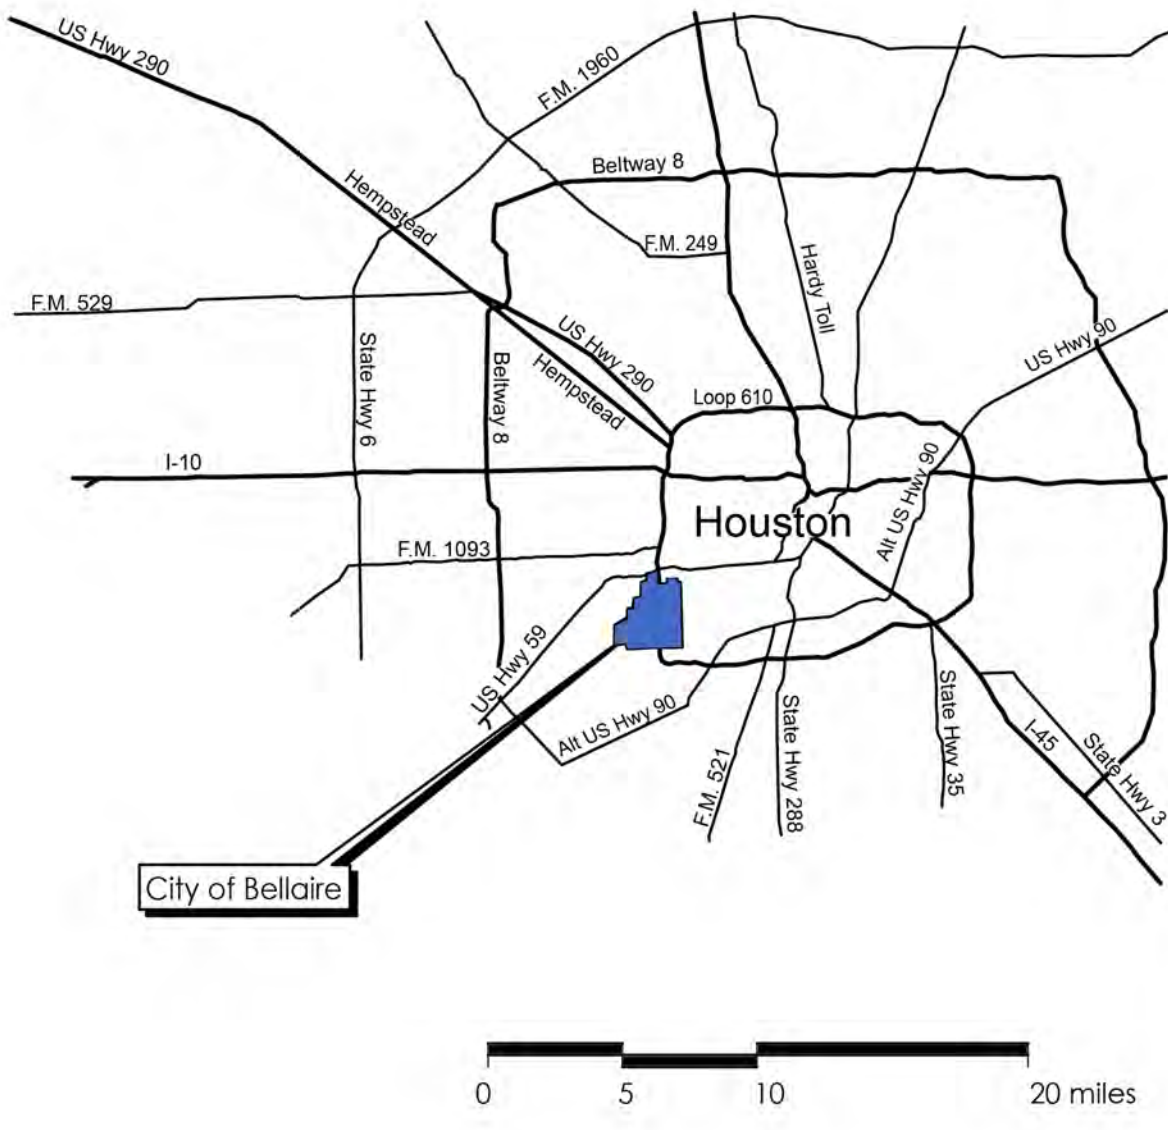 US Hwy 290
F.M. 1960
Beltway 8
Hempstead
F.M. 249
Hardy Toll
F.M. 529
US Hwy 290
US Hwy 90
State Hwy 6
Beltway 8
Hempstead
Loop 610
I-10
Alt US Hwy 90
Houston
F.M. 1093
US Hwy 59
Alt US Hwy 90
F.M. 521
State Hwy 288
State Hwy 35
I-45
State Hwy 3
City of Bellaire
0 5 10 20 miles